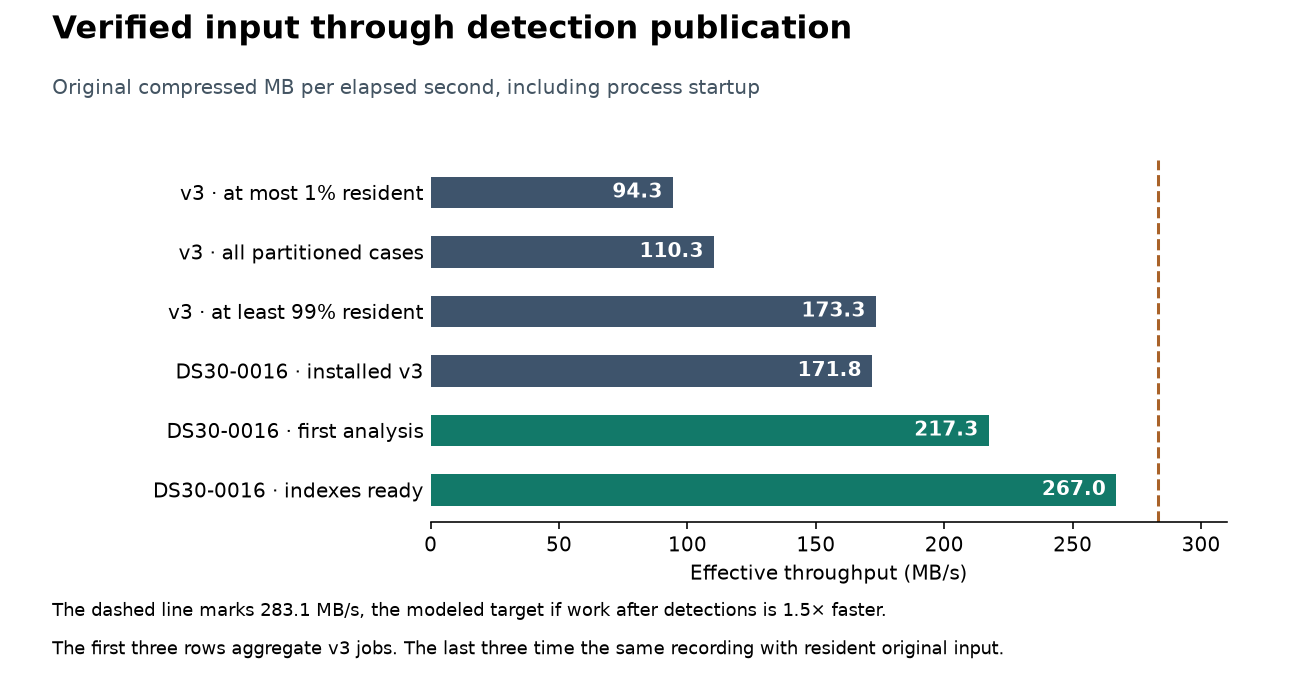 Verified input through detection publication
Original compressed MB per elapsed second, including process startup
v3 · at most 1% resident
94.3
v3 · all partitioned cases
110.3
v3 · at least 99% resident
173.3
DS30-0016 · installed v3
171.8
DS30-0016 · first analysis
217.3
DS30-0016 · indexes ready
267.0
0 50 100 150 200 250 300
Effective throughput (MB/s)
The dashed line marks 283.1 MB/s, the modeled target if work after detections is 1.5× faster.
The first three rows aggregate v3 jobs. The last three time the same recording with resident original input.